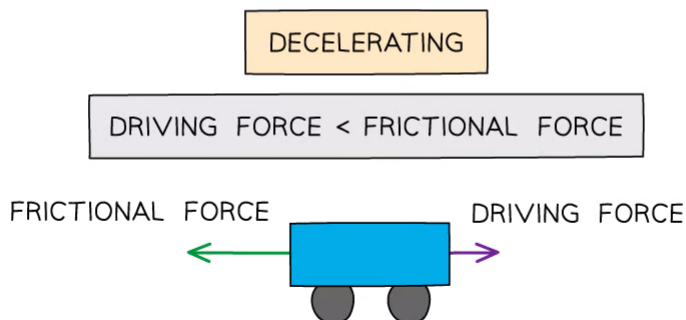 DECELERATING
DRIVING FORCE < FRICTIONAL FORCE
FRICTIONAL FORCE
DRIVING FORCE